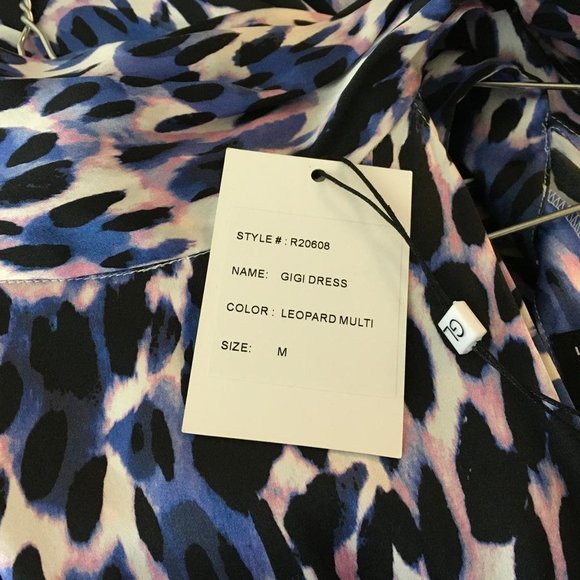 STYLE # : R20608
NAME: GIGI DRESS
COLOR : LEOPARD MULTI
SIZE: M